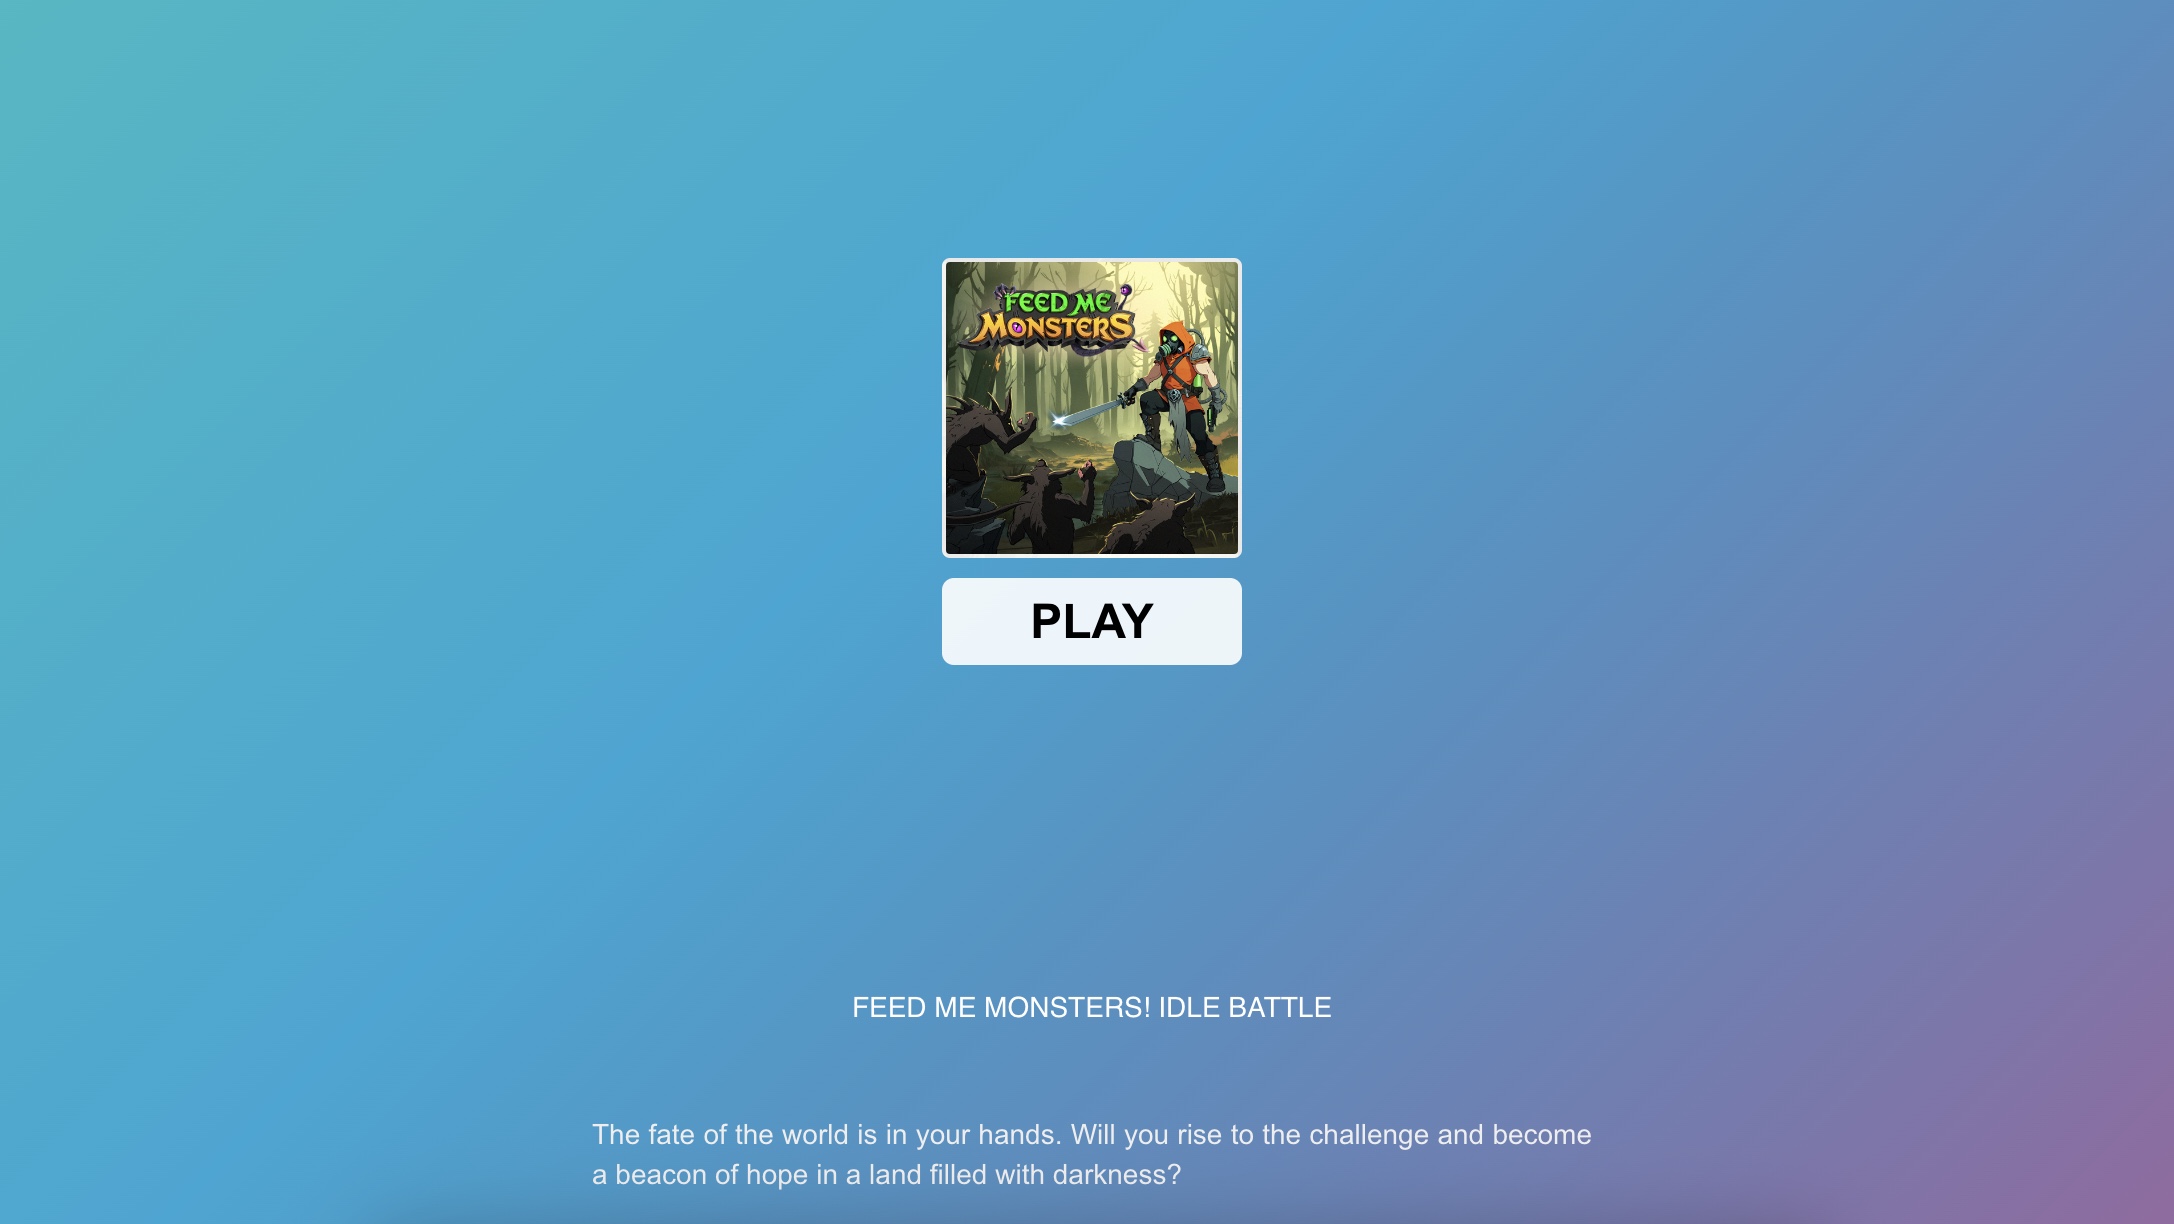 FEED ME
MONSTERS
PLAY
FEED ME MONSTERS! IDLE BATTLE
The fate of the world is in your hands. Will you rise to the challenge and become
a beacon of hope in a land filled with darkness?